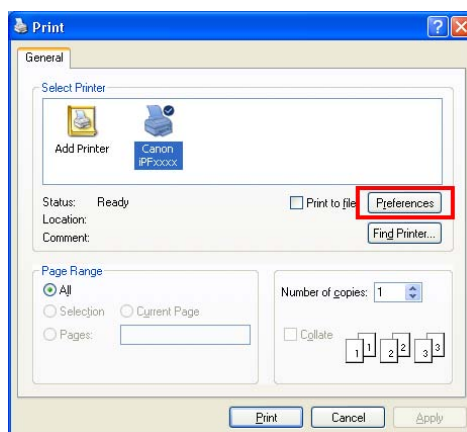 Print
General
Select Printer
Add Printer
Canon
iPFxxxx
Status: Ready
Print to file
Preferences
Location:
Comment:
Find Printer...
Page Range
All
Selection
Current Page
Pages:
Number of copies: 1
Collate
1 1 2 2 3 3
Print
Cancel
Apply